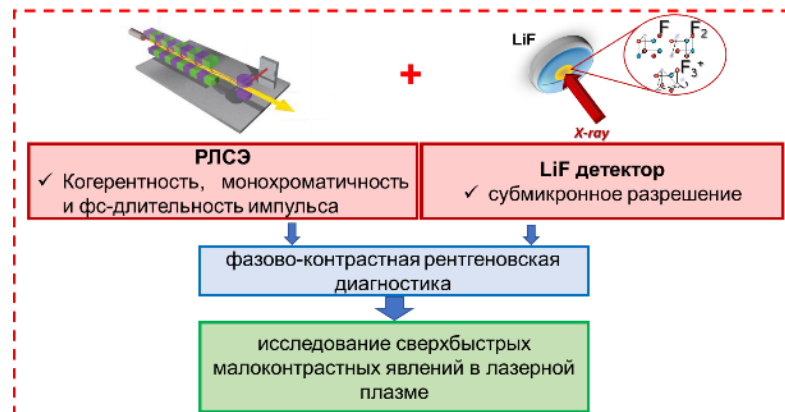 LiF
F
F2
F3+
X-ray
+
РЛСЭ
✓ Когерентность, монохроматичность
и фс-длительность импульса
LiF детектор
✓ субмикронное разрешение
фазово-контрастная рентгеновская
диагностика
исследование сверхбыстрых
малоконтрастных явлений в лазерной
плазме